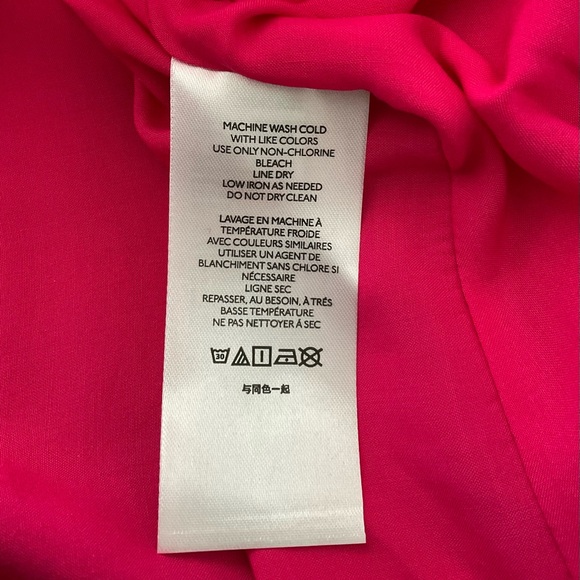 MACHINE WASH COLD
WITH LIKE COLORS
USE ONLY NON-CHLORINE
BLEACH
LINE DRY
LOW IRON AS NEEDED
DO NOT DRY CLEAN
LAVAGE EN MACHINE À
TEMPÉRATURE FROIDE
AVEC COULEURS SIMILAIRES
UTILISER UN AGENT DE
BLANCHIMENT SANS CHLORE SI
NÉCESSAIRE
LIGNE SEC
REPASSER, AU BESOIN, À TRÉS
BASSE TEMPÉRATURE
NE PAS NETTOYER Á SEC
30
与同色一起